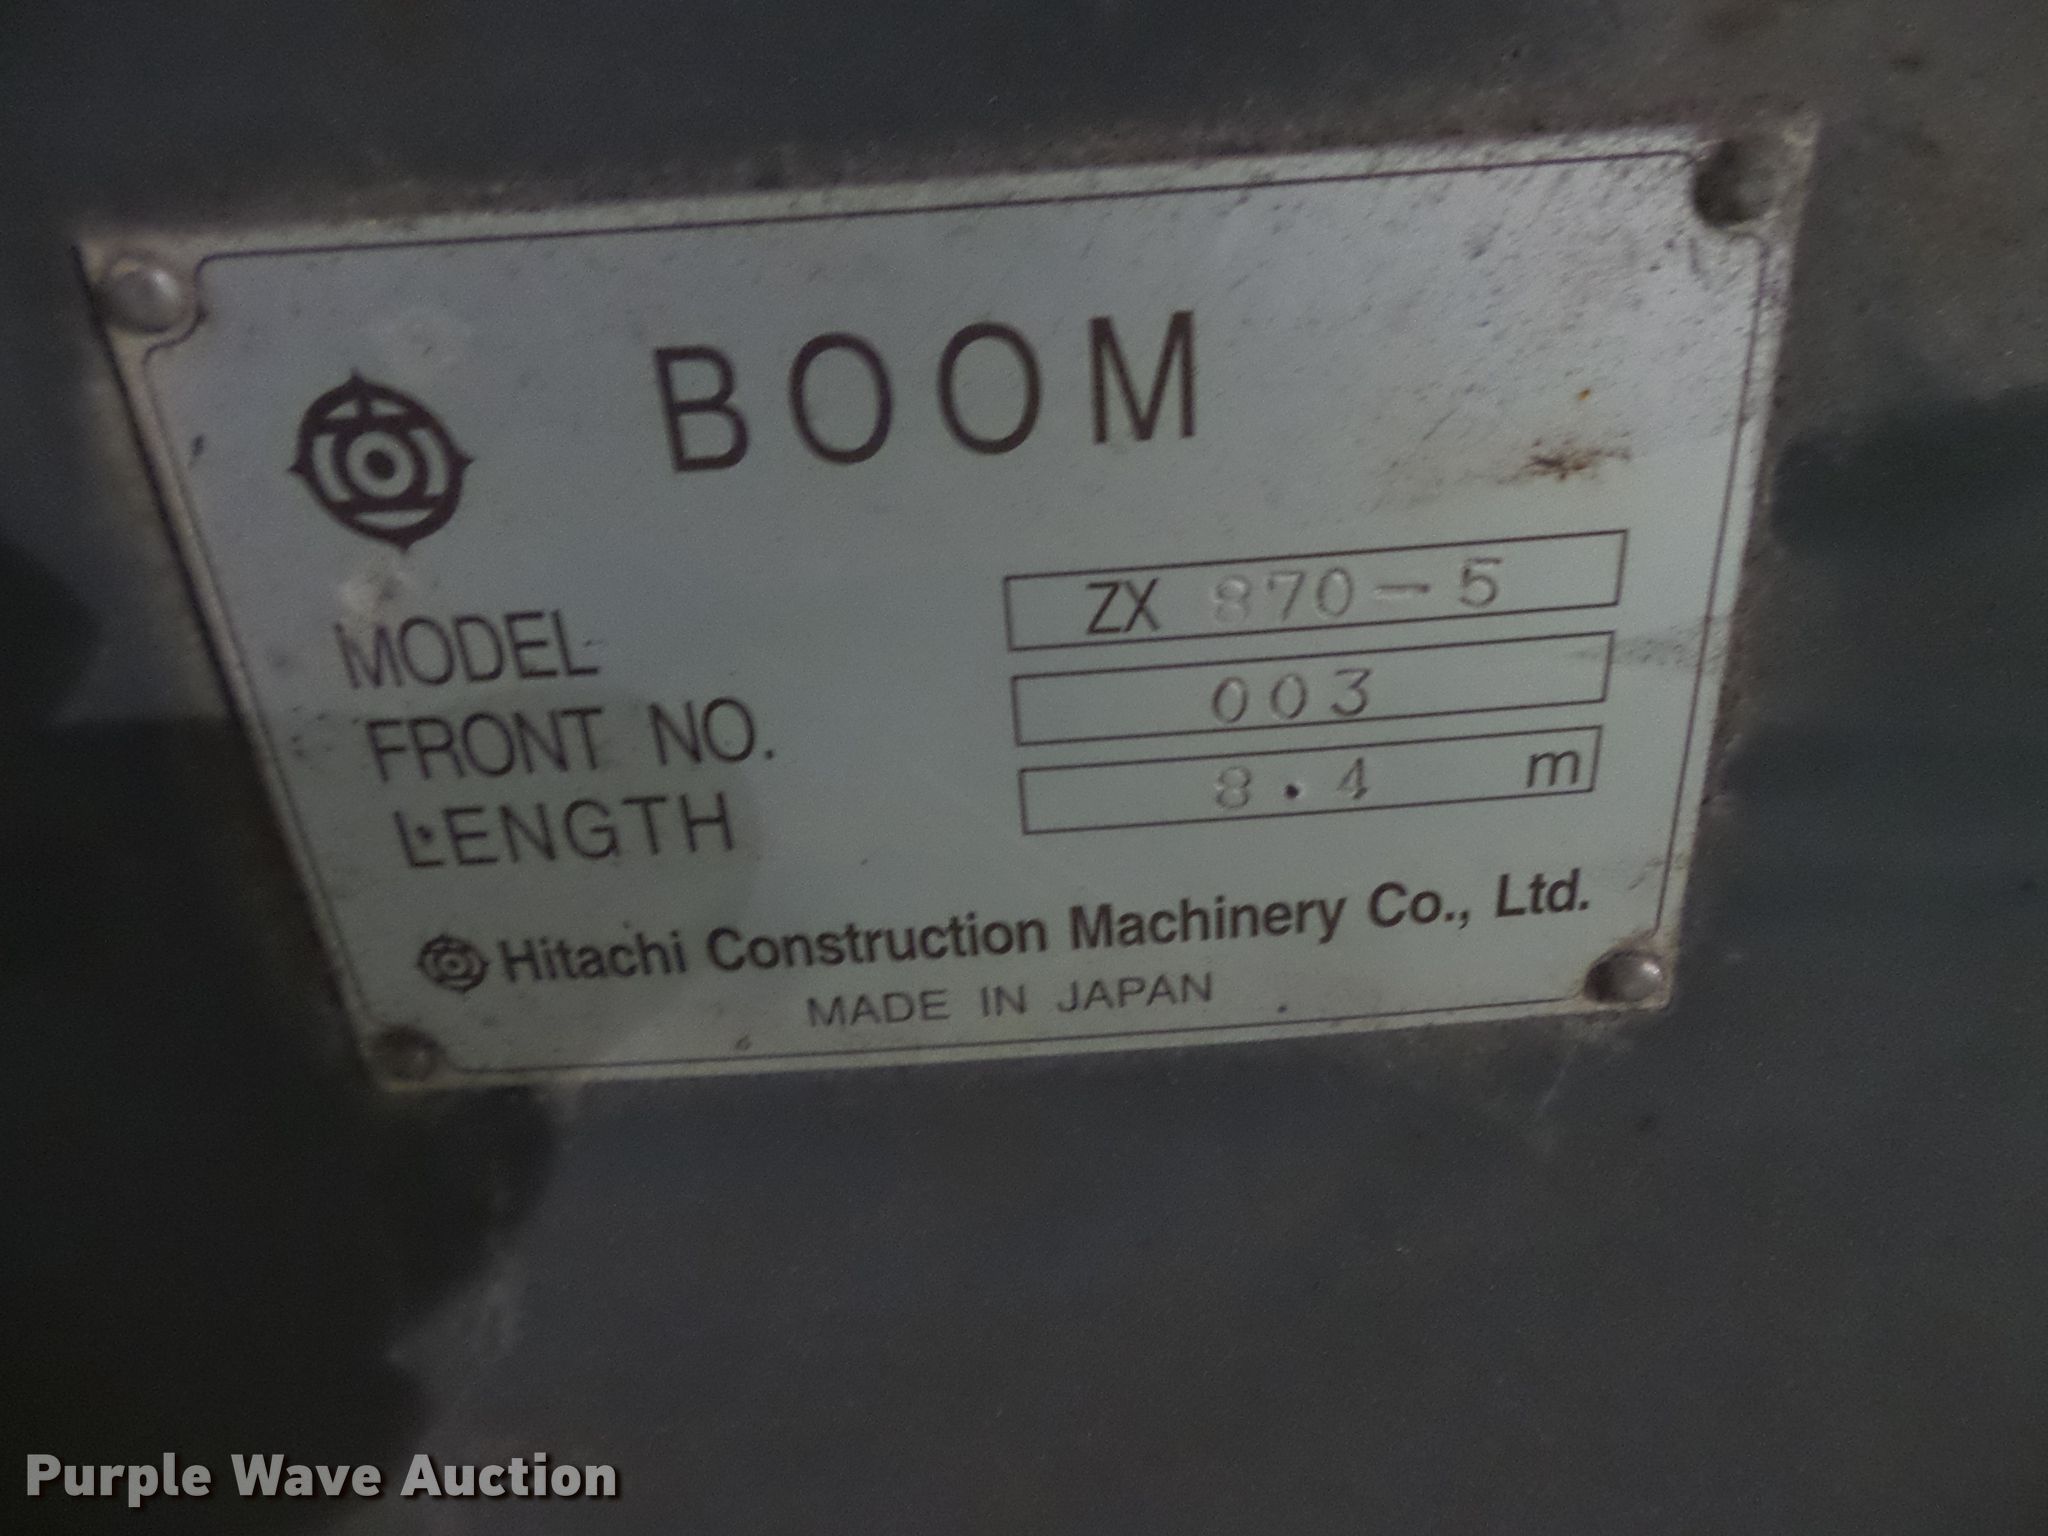 BOOM
MODEL ZX 870-5
FRONT NO. 003
LENGTH 8.4 m
Hitachi Construction Machinery Co., Ltd.
MADE IN JAPAN
Purple Wave Auction